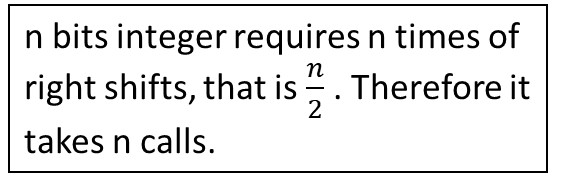 n bits integer requires n times of
right shifts, that is n/2 . Therefore it
takes n calls.